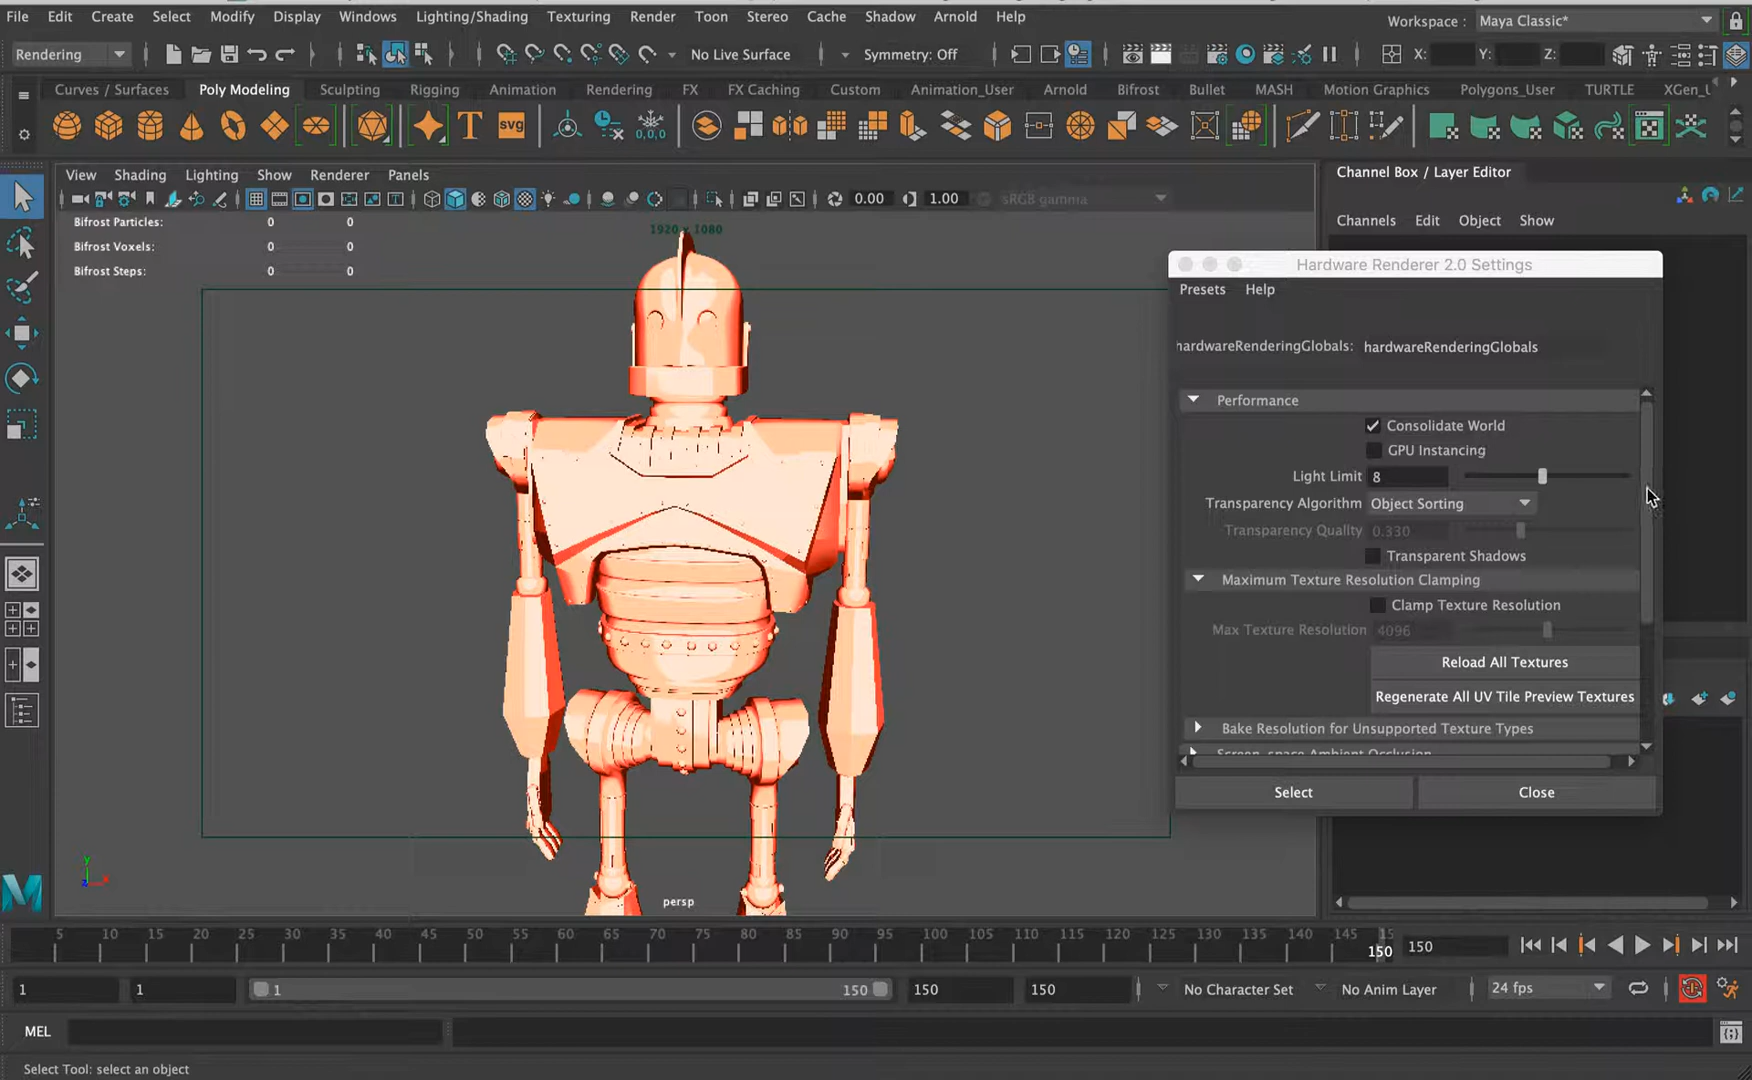 File Edit Create Select Modify Display Windows Lighting/Shading Texturing Render Toon Stereo Cache Shadow Arnold Help
Workspace : Maya Classic*
Rendering No Live Surface Symmetry: Off X: Y: Z:
Curves / Surfaces Poly Modeling Sculpting Rigging Animation Rendering FX FX Caching Custom Animation_User Arnold Bifrost Bullet MASH Motion Graphics Polygons_User TURTLE XGen_U
T svg 0,0,0
View Shading Lighting Show Renderer Panels
0.00 1.00 sRGB gamma
Bifrost Particles: 0 0
Bifrost Voxels: 0 0
Bifrost Steps: 0 0
1920 x 1080
persp
y
x
z
Channel Box / Layer Editor
Channels Edit Object Show
Hardware Renderer 2.0 Settings
Presets Help
hardwareRenderingGlobals: hardwareRenderingGlobals
Performance
Consolidate World
GPU Instancing
Light Limit 8
Transparency Algorithm Object Sorting
Transparency Quality 0.330
Transparent Shadows
Maximum Texture Resolution Clamping
Clamp Texture Resolution
Max Texture Resolution 4096
Reload All Textures
Regenerate All UV Tile Preview Textures
Bake Resolution for Unsupported Texture Types
Screen-space Ambient Occlusion
Select Close
5 10 15 20 25 30 35 40 45 50 55 60 65 70 75 80 85 90 95 100 105 110 115 120 125 130 135 140 145 15
150 150
1 1 1 150 150 150 No Character Set No Anim Layer 24 fps
MEL
Select Tool: select an object